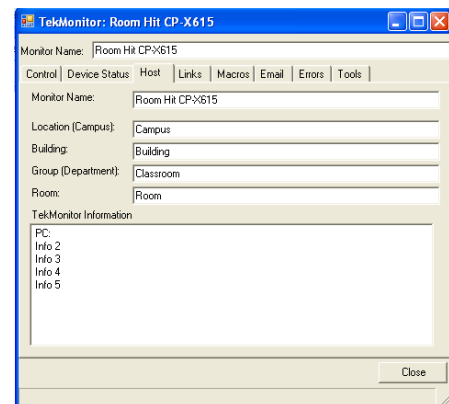 TekMonitor: Room Hit CP-X615
Monitor Name: Room Hit CP-X615
Control Device Status Host Links Macros Email Errors Tools
Monitor Name: Room Hit CP-X615
Location (Campus): Campus
Building: Building
Group (Department): Classroom
Room: Room
TekMonitor Information
PC:
Info 2
Info 3
Info 4
Info 5
Close